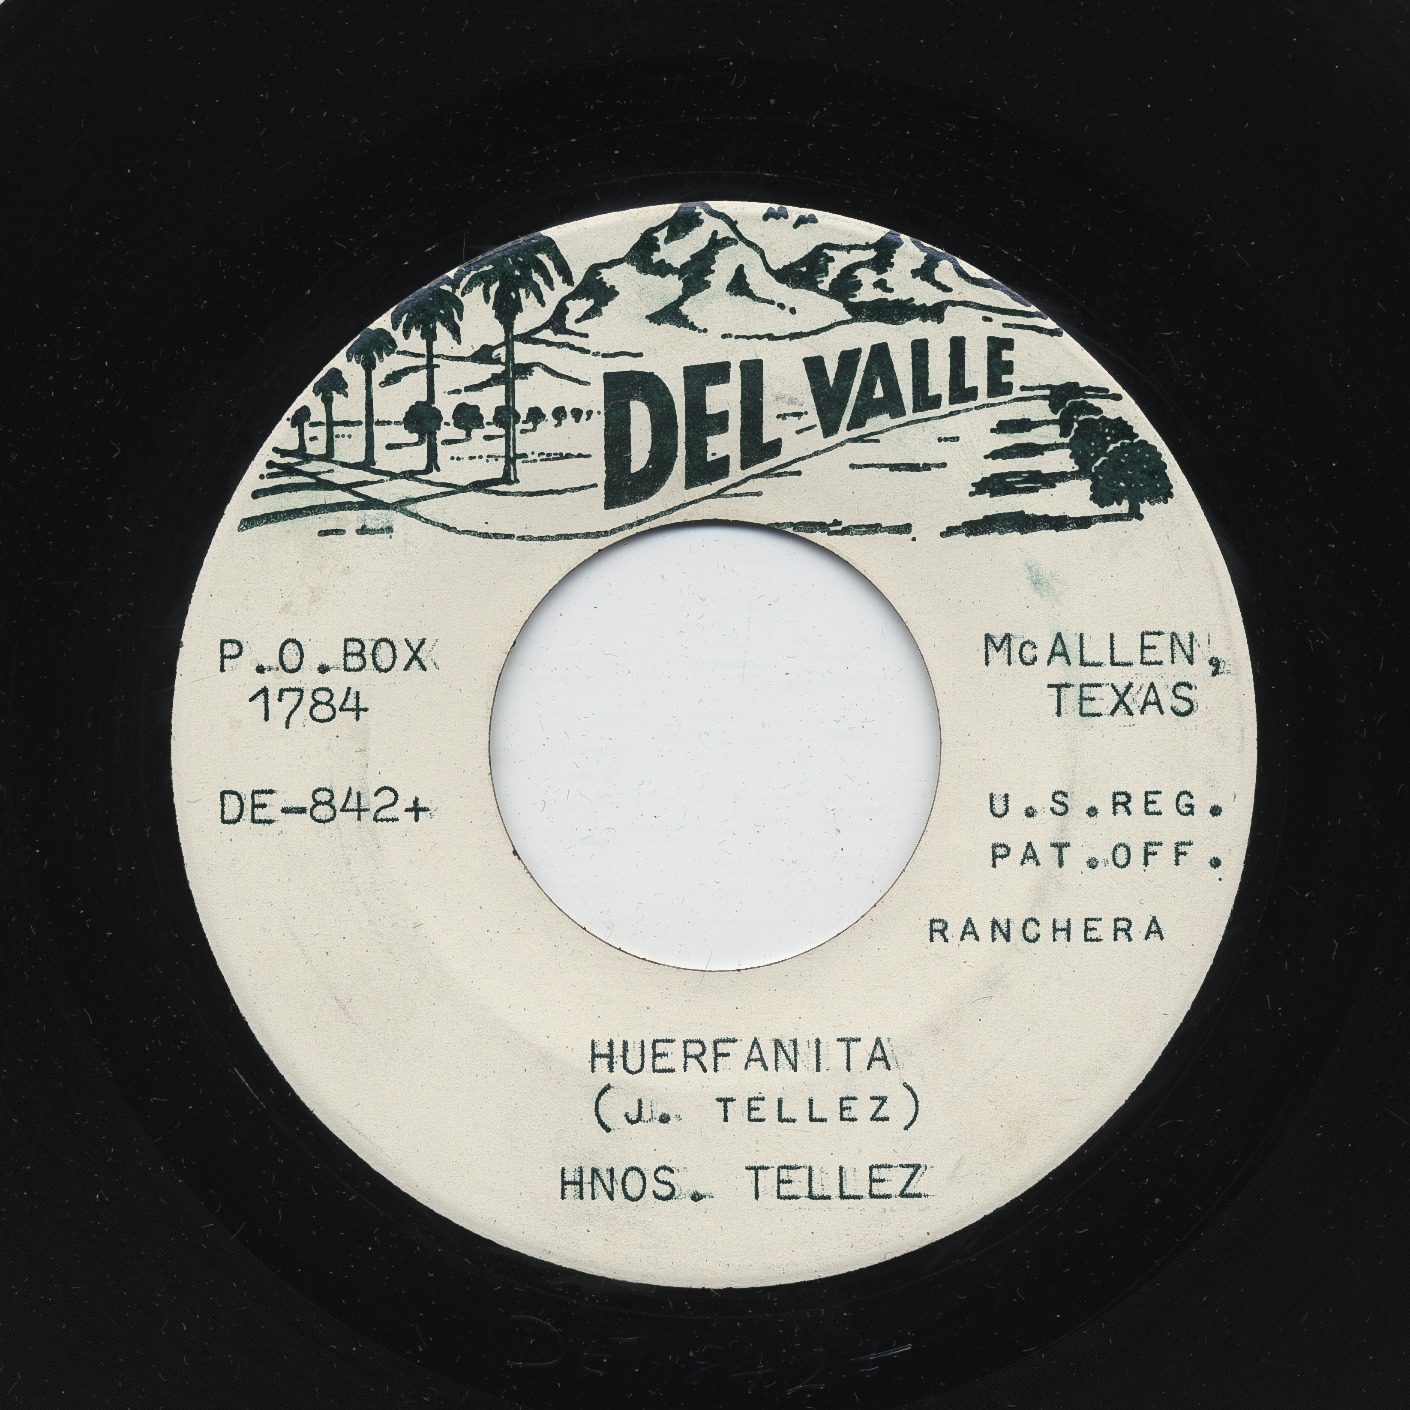 DEL VALLE
P.O.BOX
1784
McALLEN,
TEXAS
DE-842+
U.S.REG.
PAT.OFF.
RANCHERA
HUERFANITA
(J. TELLEZ)
HNOS. TELLEZ